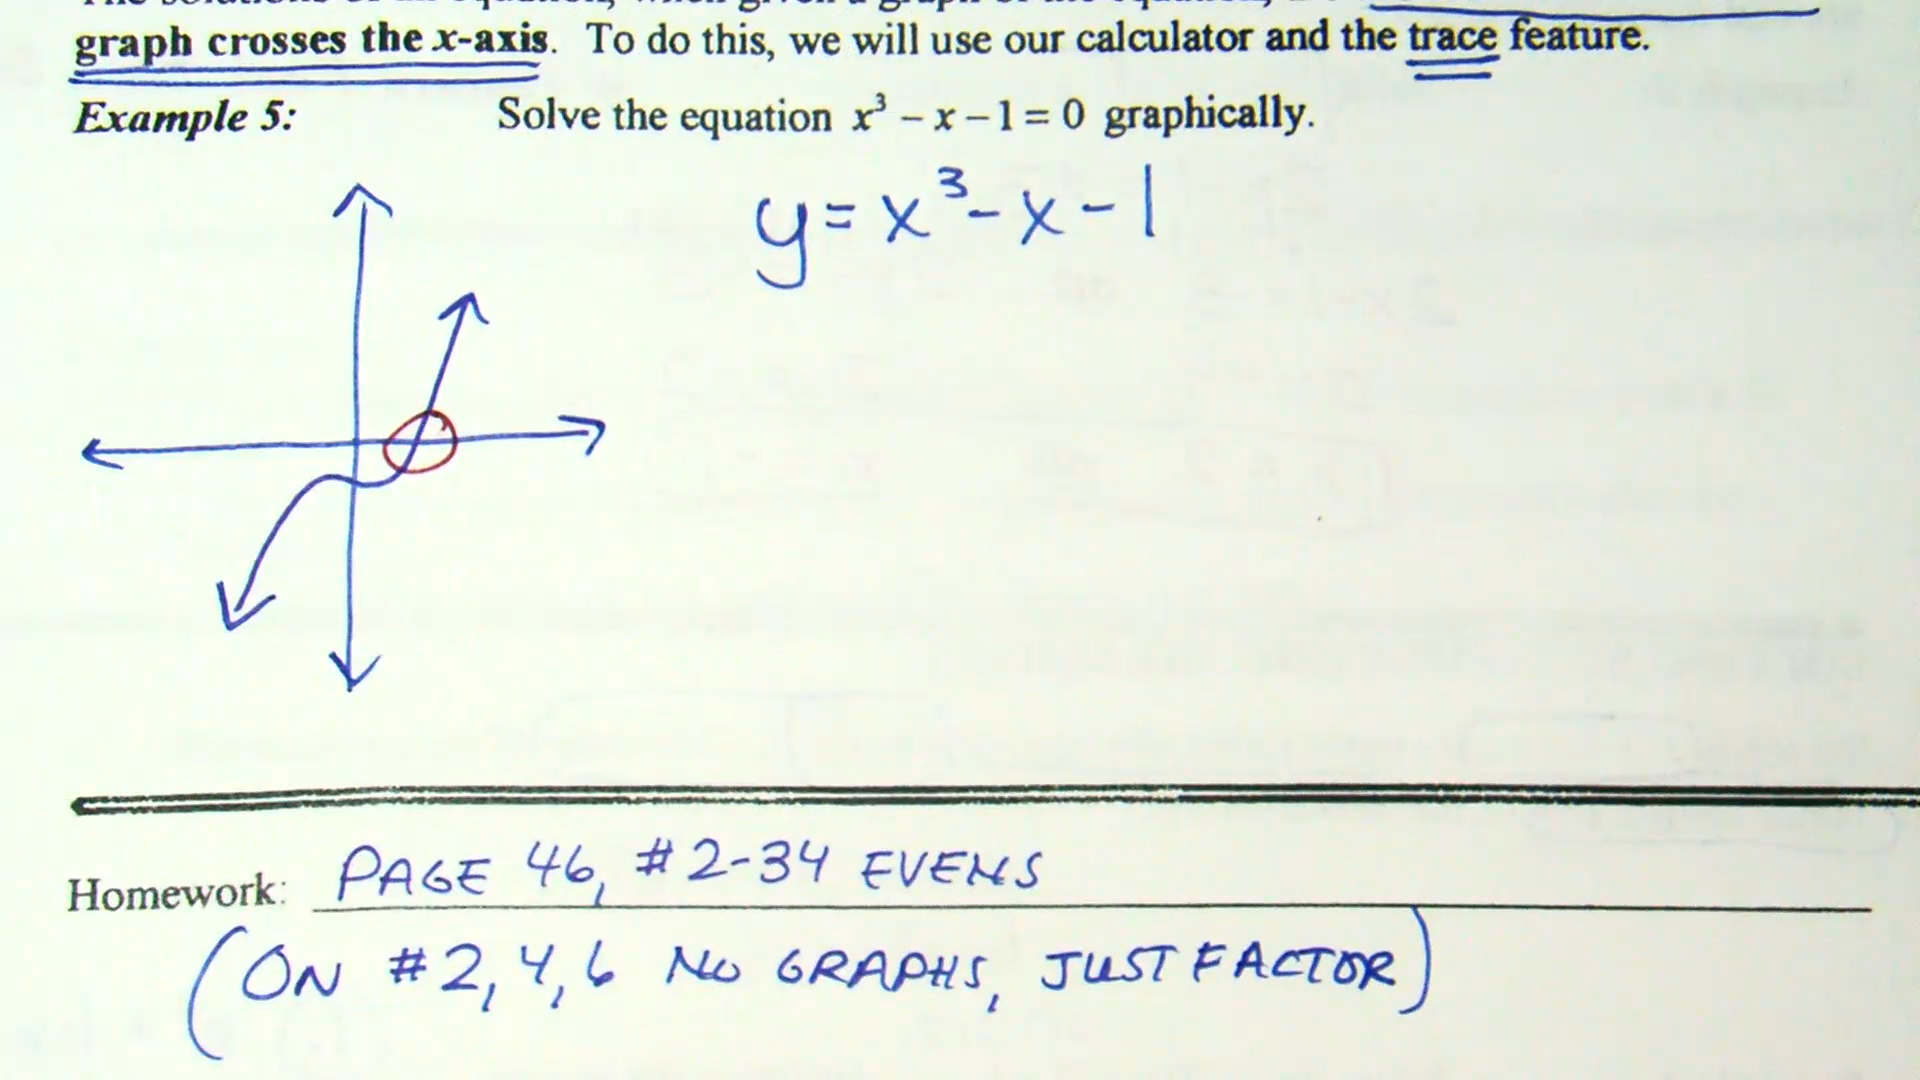 graph crosses the x-axis. To do this, we will use our calculator and the trace feature.
Example 5: Solve the equation x³ – x – 1 = 0 graphically.
y = x³ - x - 1
Homework: PAGE 46, #2-34 EVENS
(ON #2,4,6 NO GRAPHS, JUST FACTOR)